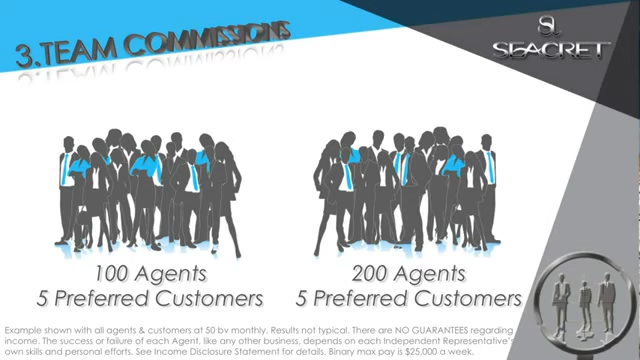 3.TEAM COMMISSIONS
SEACRET
100 Agents
5 Preferred Customers
200 Agents
5 Preferred Customers
Example shown with all agents & customers at 50 bv monthly. Results not typical. There are NO GUARANTEES regarding
income. The success or failure of each Agent, like any other business, depends on each Independent Representative's
own skills and personal efforts. See Income Disclosure Statement for details. Binary max pay is $25,000 a week.